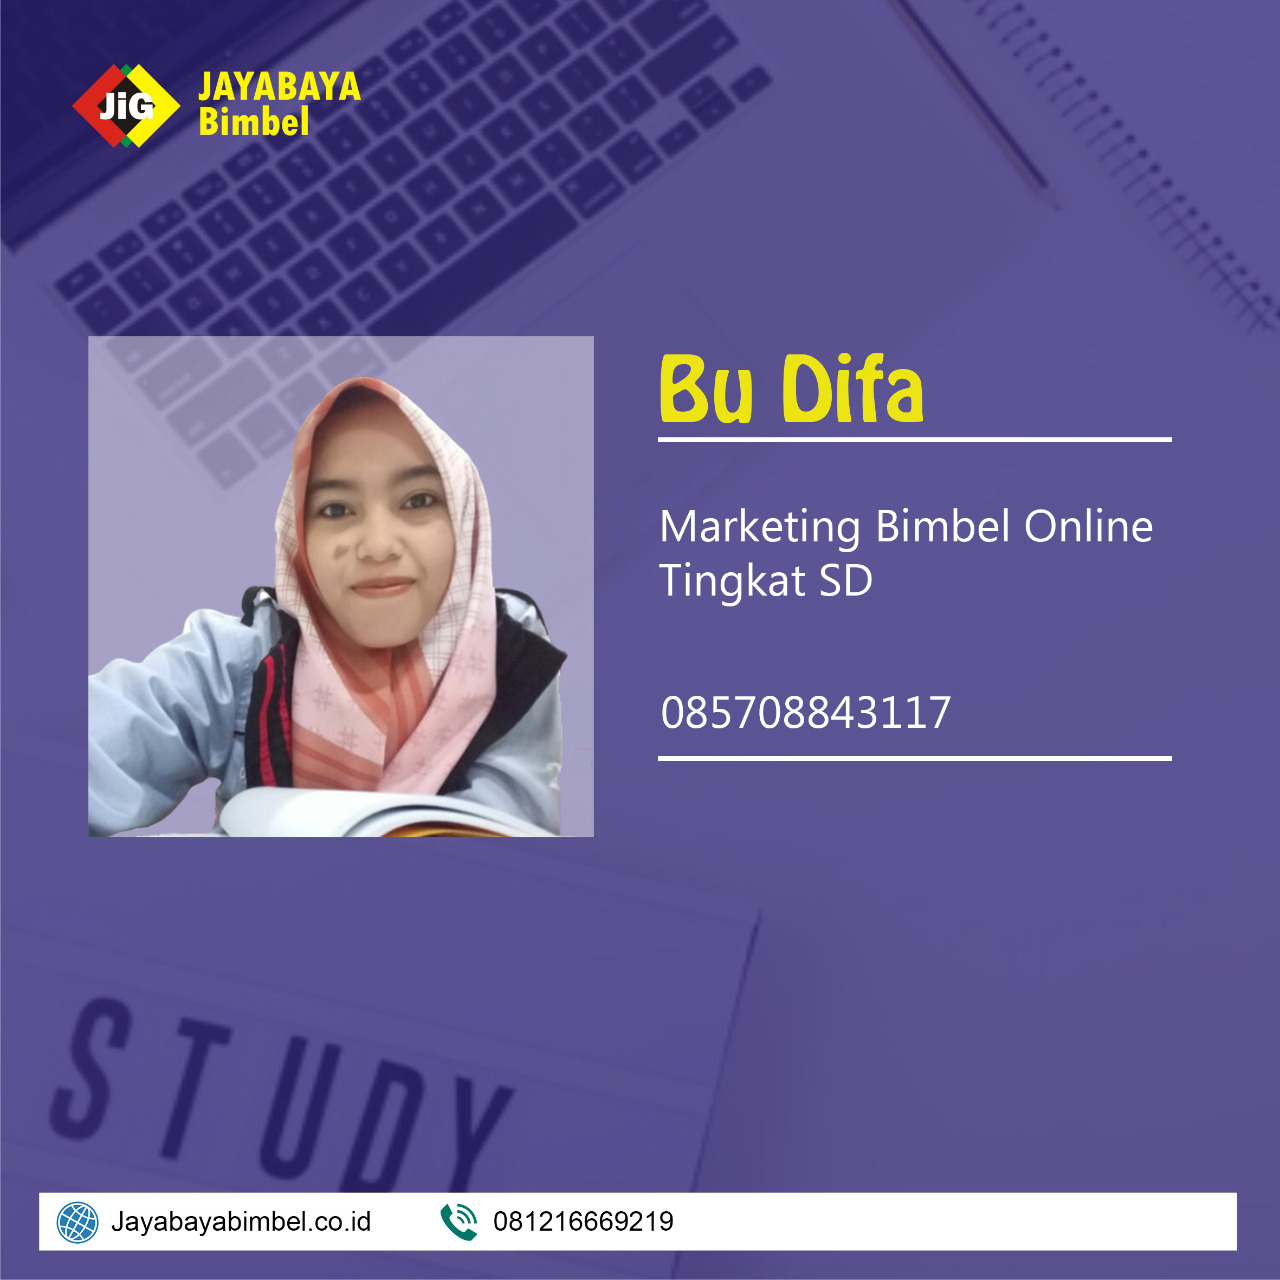 JiG
JAYABAYA
Bimbel
Bu Difa
Marketing Bimbel Online
Tingkat SD
085708843117
STUDY
Jayabayabimbel.co.id
081216669219